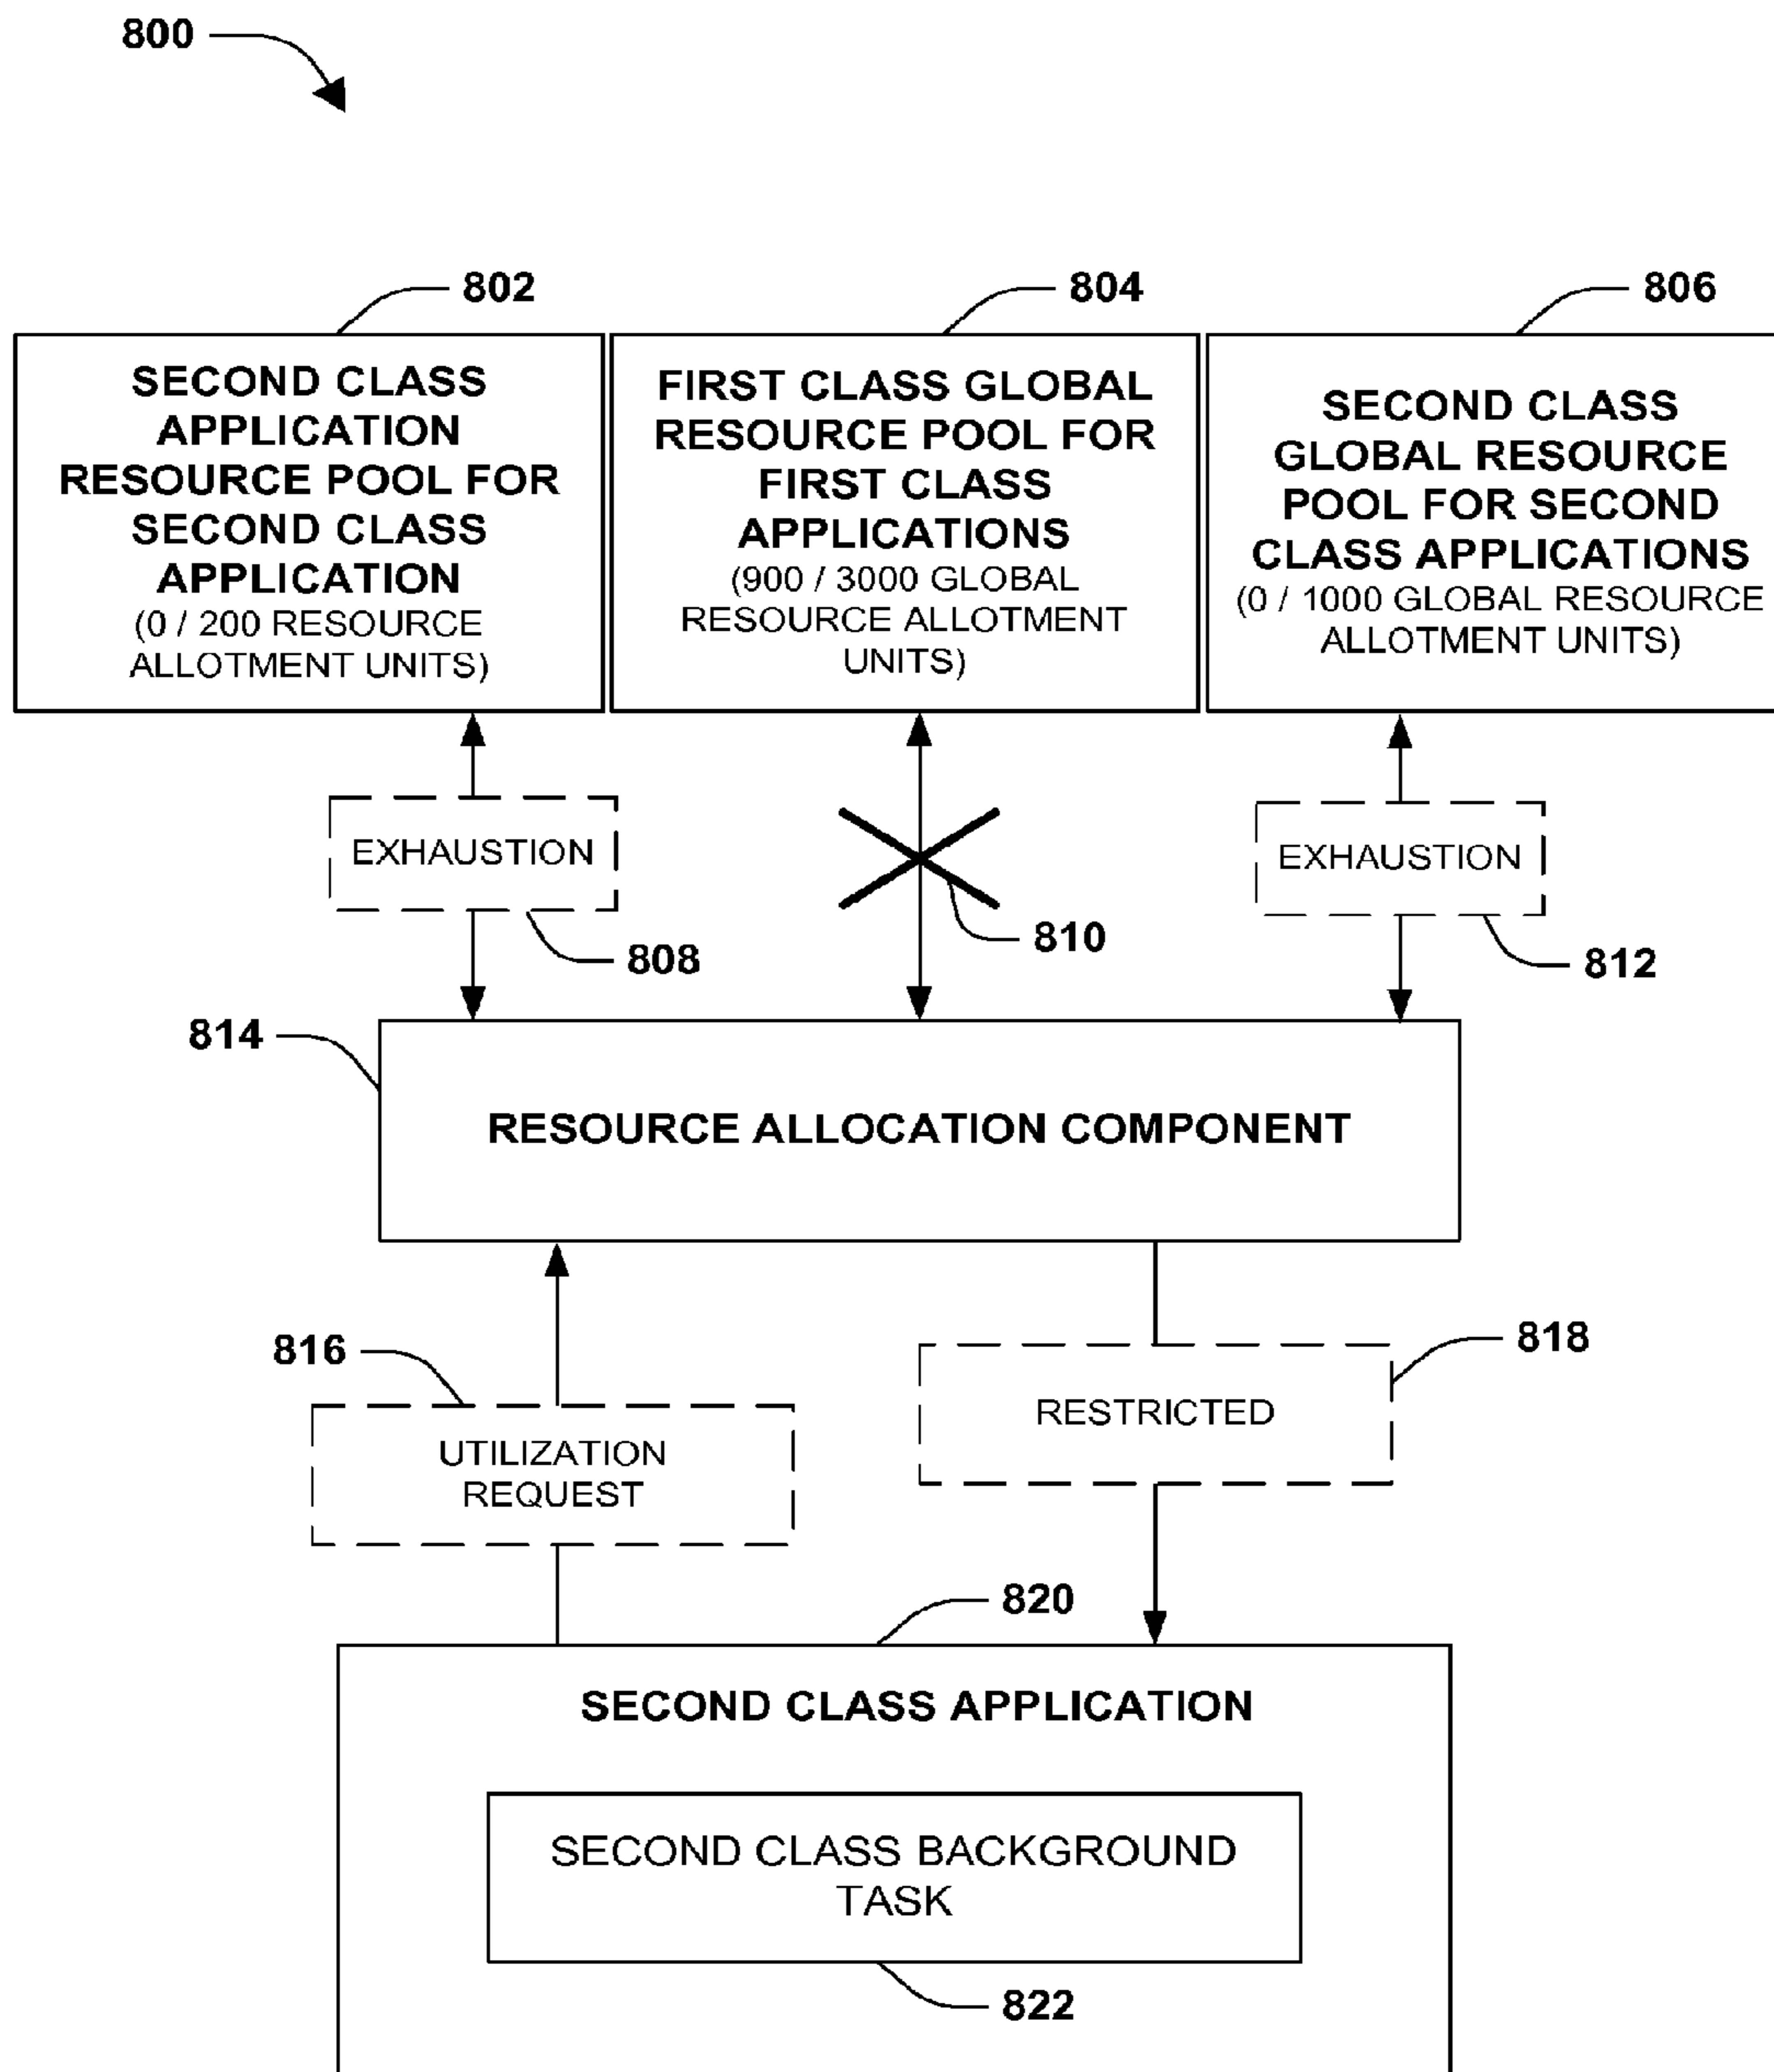 800
802
804
806
SECOND CLASS
APPLICATION
RESOURCE POOL FOR
SECOND CLASS
APPLICATION
(0 / 200 RESOURCE
ALLOTMENT UNITS)
FIRST CLASS GLOBAL
RESOURCE POOL FOR
FIRST CLASS
APPLICATIONS
(900 / 3000 GLOBAL
RESOURCE ALLOTMENT
UNITS)
SECOND CLASS
GLOBAL RESOURCE
POOL FOR SECOND
CLASS APPLICATIONS
(0 / 1000 GLOBAL RESOURCE
ALLOTMENT UNITS)
EXHAUSTION
EXHAUSTION
808
810
812
814
RESOURCE ALLOCATION COMPONENT
816
818
UTILIZATION
REQUEST
RESTRICTED
820
SECOND CLASS APPLICATION
SECOND CLASS BACKGROUND
TASK
822